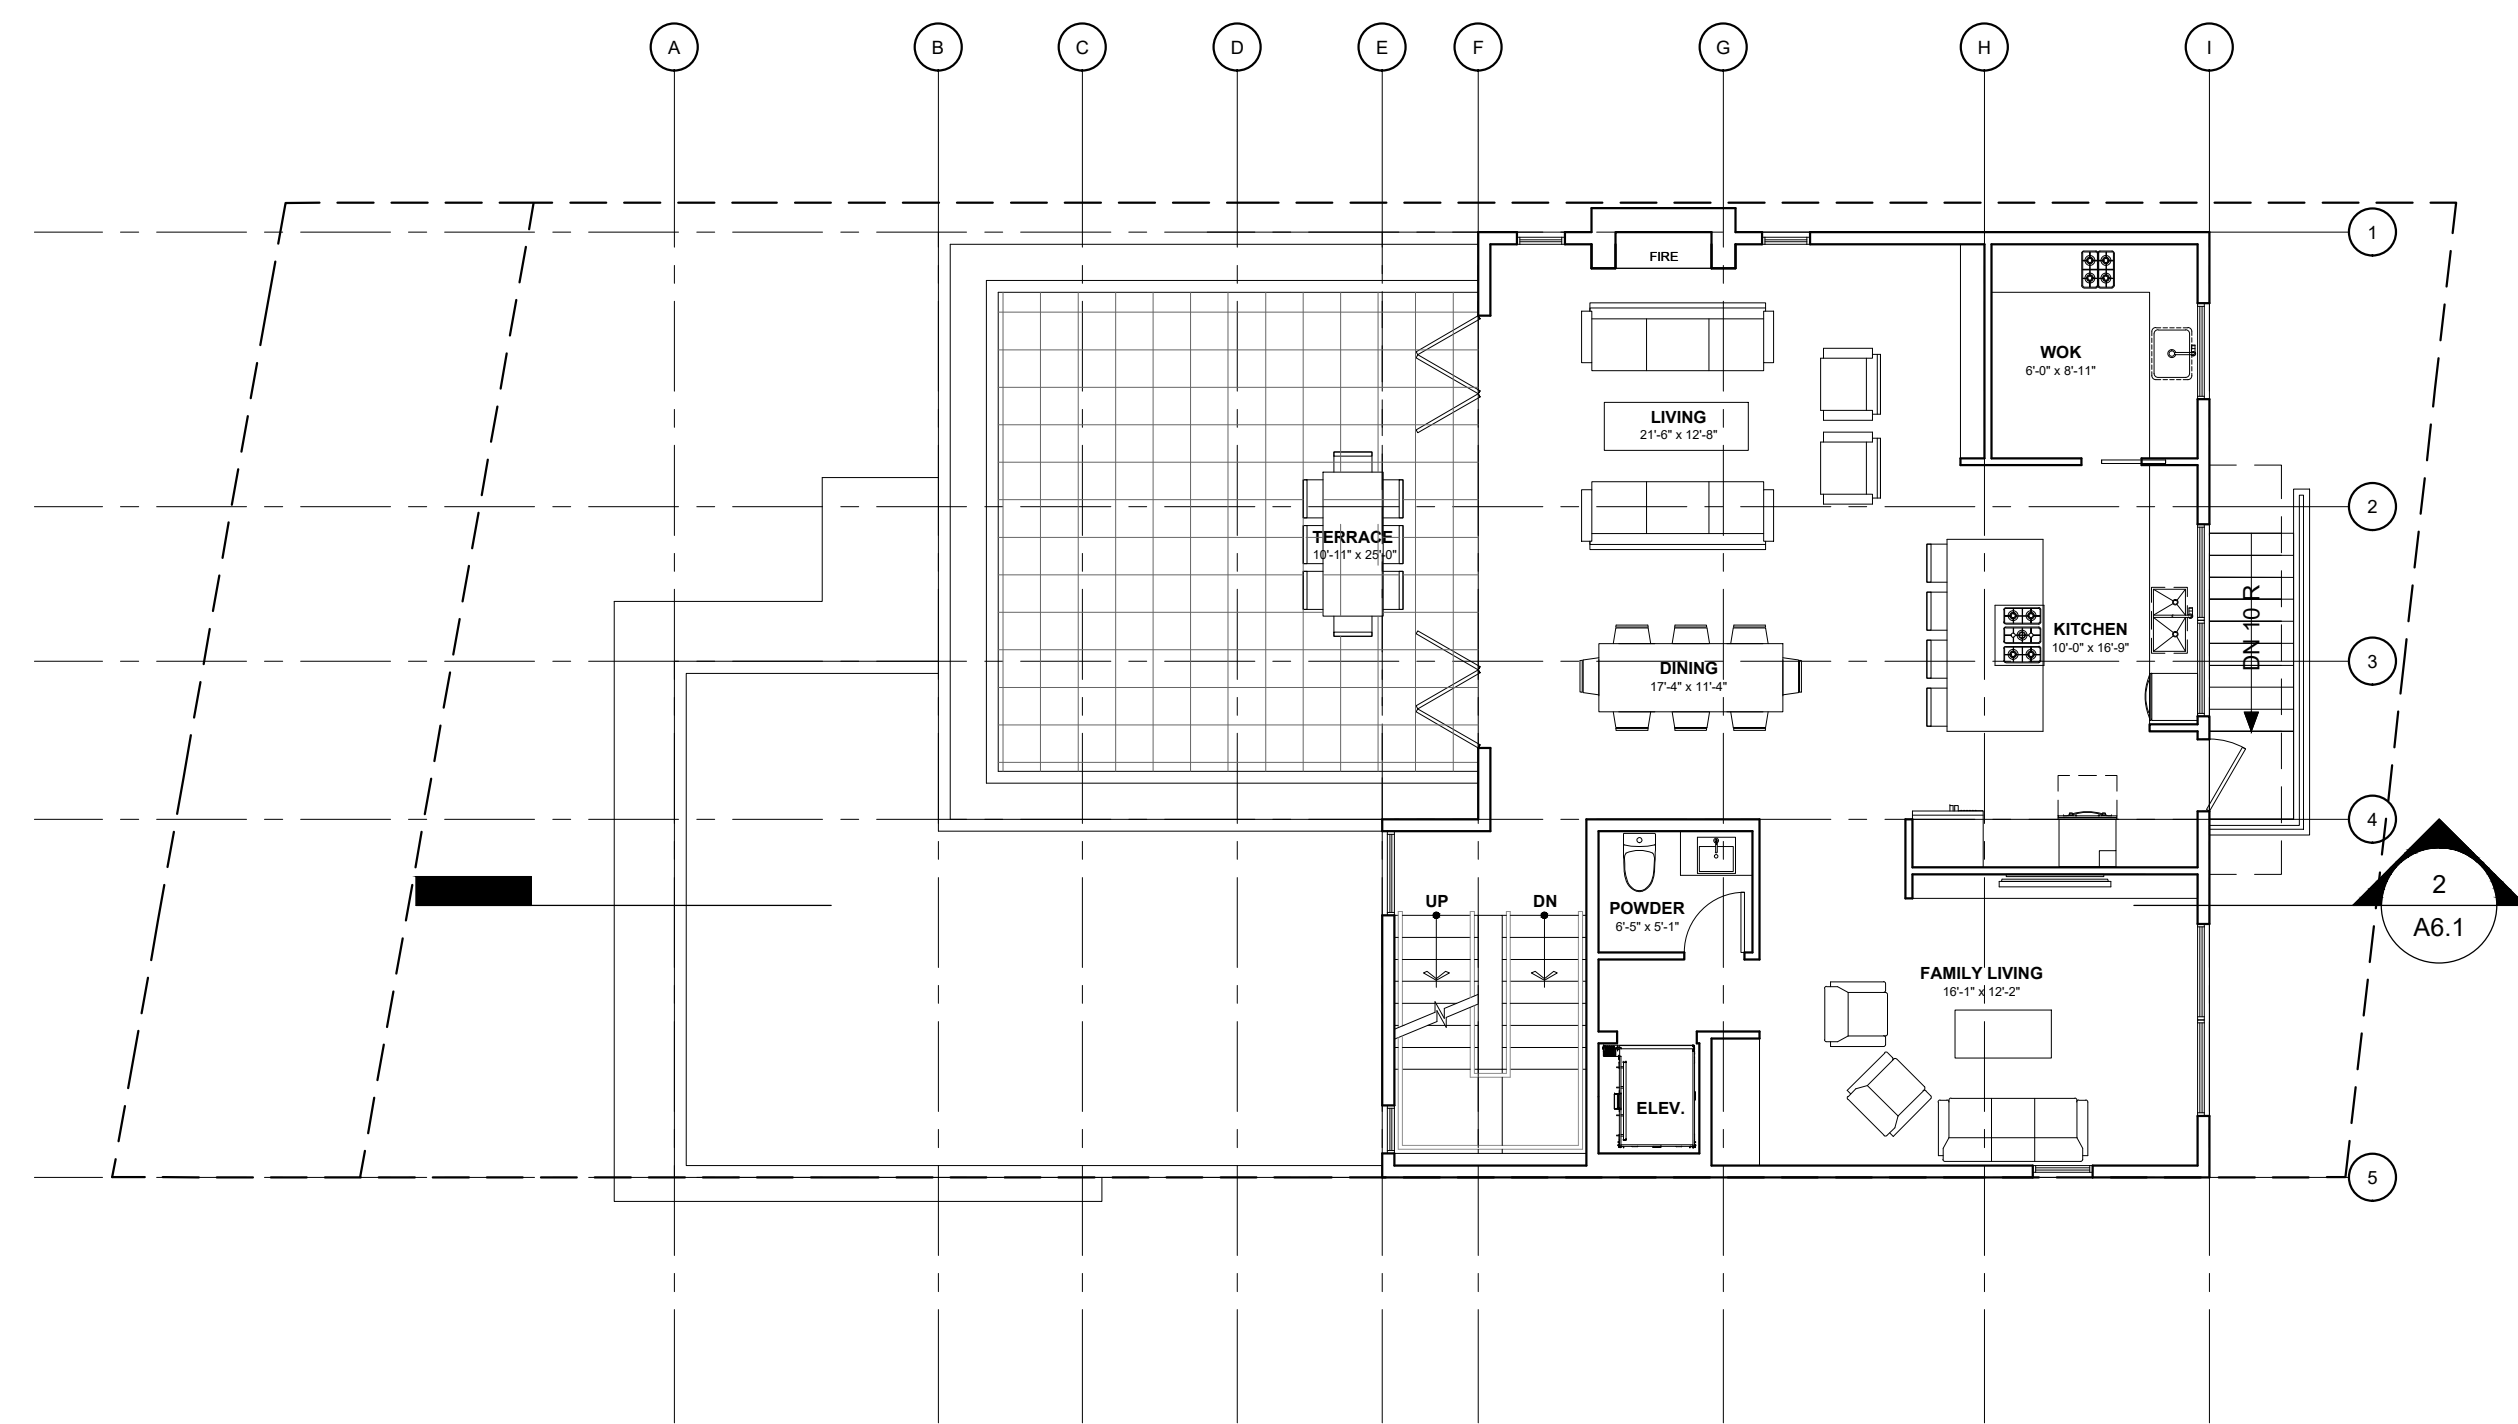 A
B
C
D
E
F
G
H
I
1
FIRE
WOK
6'-0" x 8'-11"
LIVING
21'-6" x 12'-8"
2
TERRACE
10'-11" x 25'-0"
DN 10 R
KITCHEN
10'-0" x 16'-9"
3
DINING
17'-4" x 11'-4"
4
UP
DN
POWDER
6'-5" x 5'-1"
2
A6.1
FAMILY LIVING
16'-1" x 12'-2"
ELEV.
5